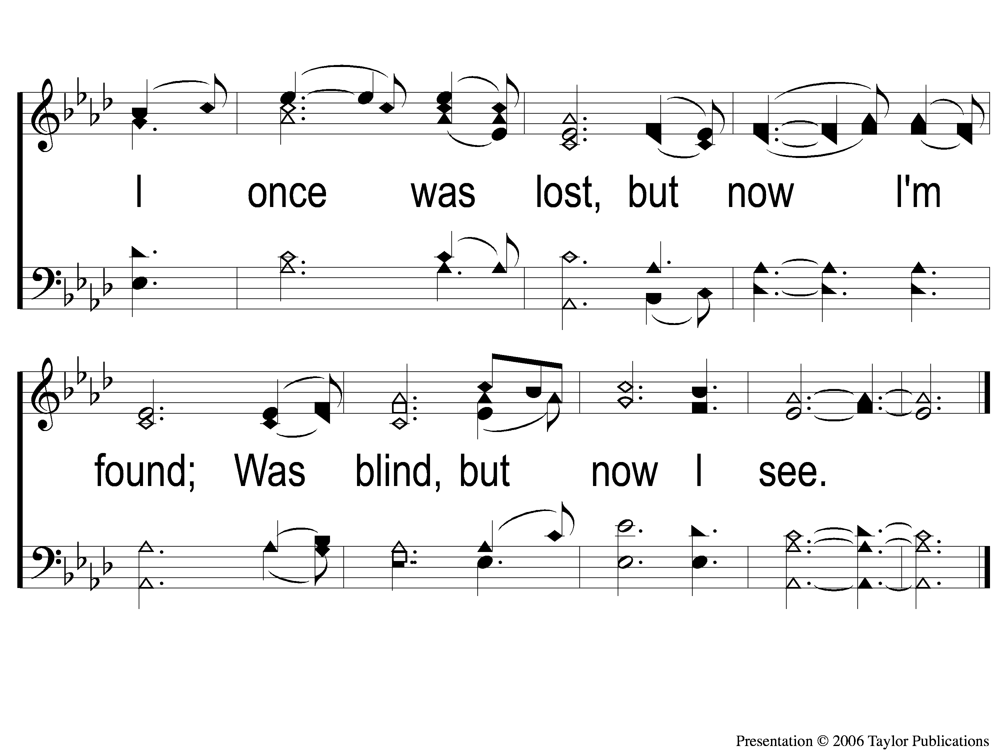 I once was lost, but now I'm
found; Was blind, but now I see.
Presentation © 2006 Taylor Publications